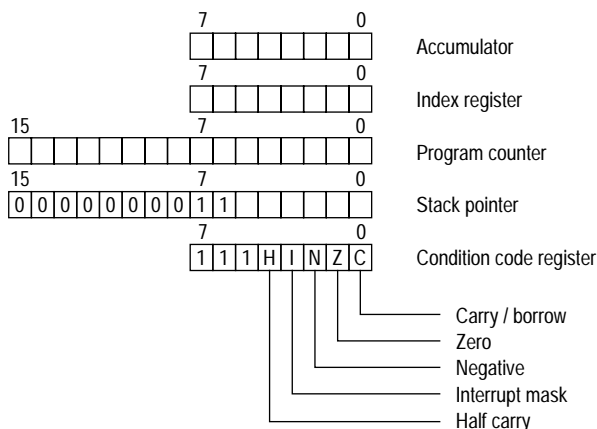 7 0
Accumulator
7 0
Index register
15 7 0
Program counter
15 7 0
0 0 0 0 0 0 0 0 1 1 Stack pointer
7 0
1 1 1 H I N Z C Condition code register
Carry / borrow
Zero
Negative
Interrupt mask
Half carry